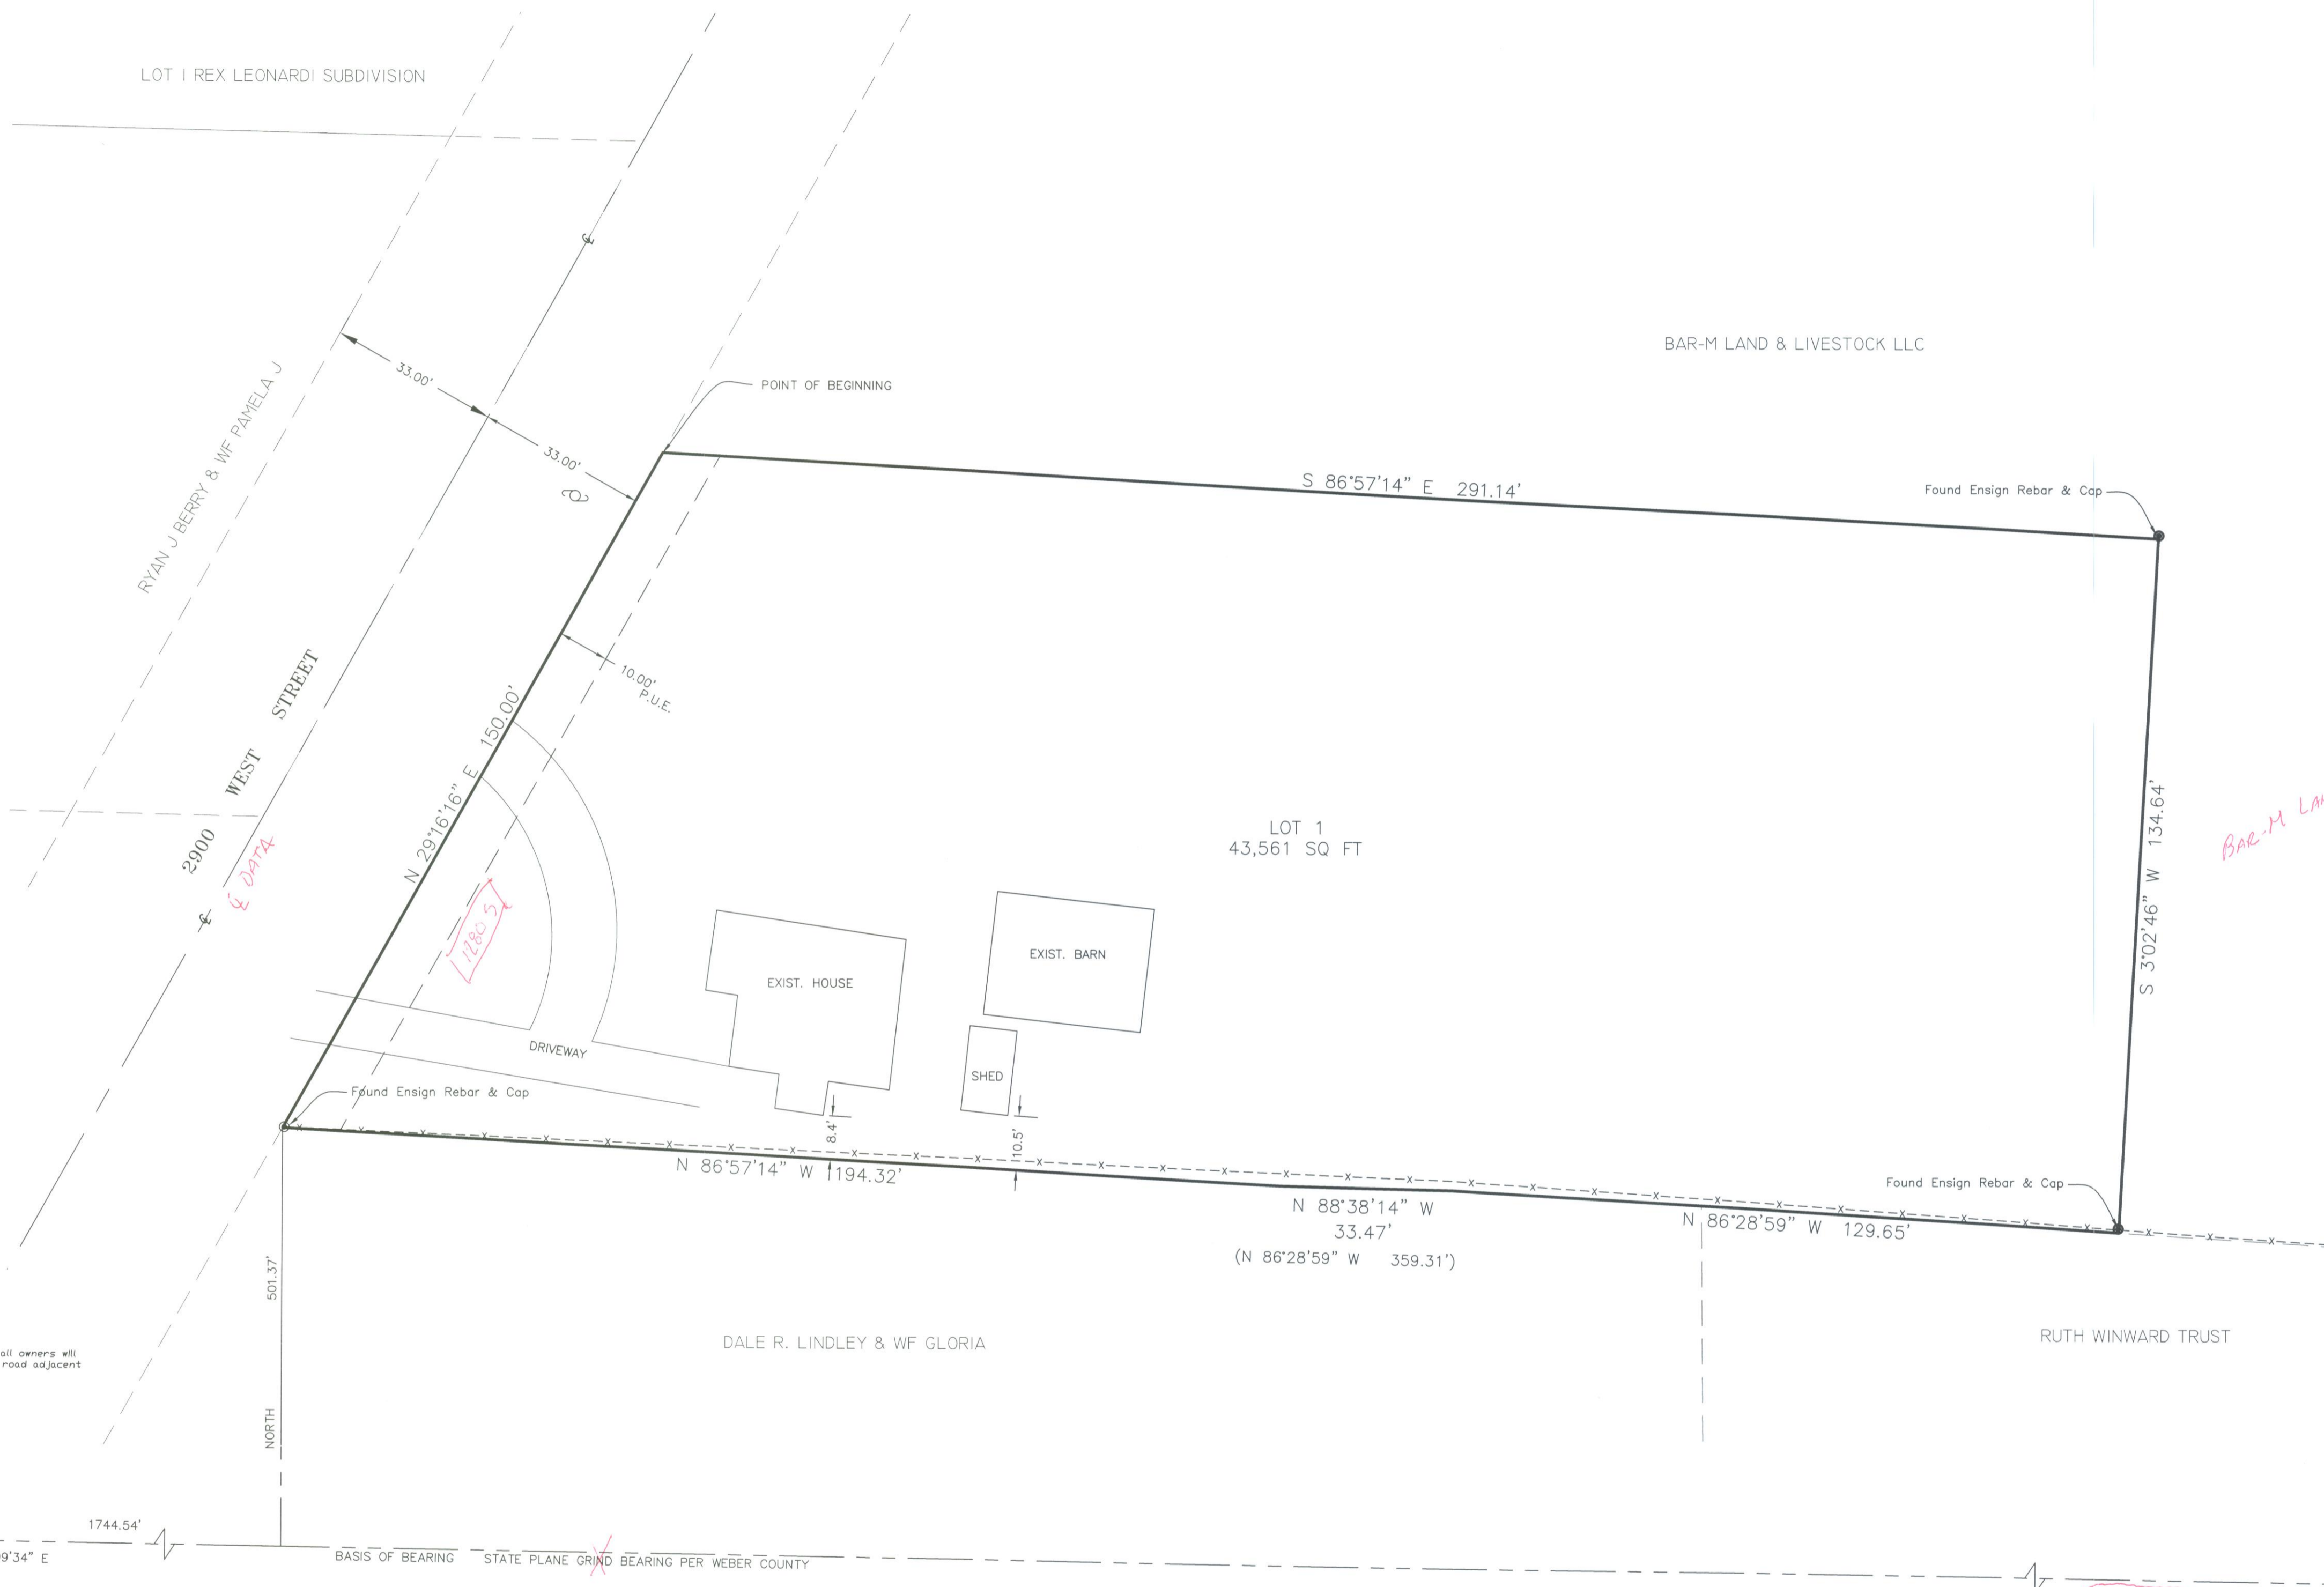 LOT 1 REX LEONARDI SUBDIVISION
BAR-M LAND & LIVESTOCK LLC
33.00'
POINT OF BEGINNING
RYAN J BERRY & WF PAMELA J
33.00'
S 86°57'14" E 291.14'
Found Ensign Rebar & Cap
10.00'
P.U.E.
2900 WEST STREET
℄
℄
℄ DATA
N 29°16'16" E 150.00'
LOT 1
43,561 SQ FT
S 3°02'46" W 134.64'
BAR-M LA
1280 S
EXIST. HOUSE
EXIST. BARN
DRIVEWAY
SHED
Found Ensign Rebar & Cap
8.4'
10.5'
N 86°57'14" W 194.32'
N 88°38'14" W
33.47'
(N 86°28'59" W 359.31')
Found Ensign Rebar & Cap
N 86°28'59" W 129.65'
501.37'
NORTH
DALE R. LINDLEY & WF GLORIA
RUTH WINWARD TRUST
all owners will
road adjacent
1744.54'
9'34" E
BASIS OF BEARING STATE PLANE GRIND BEARING PER WEBER COUNTY